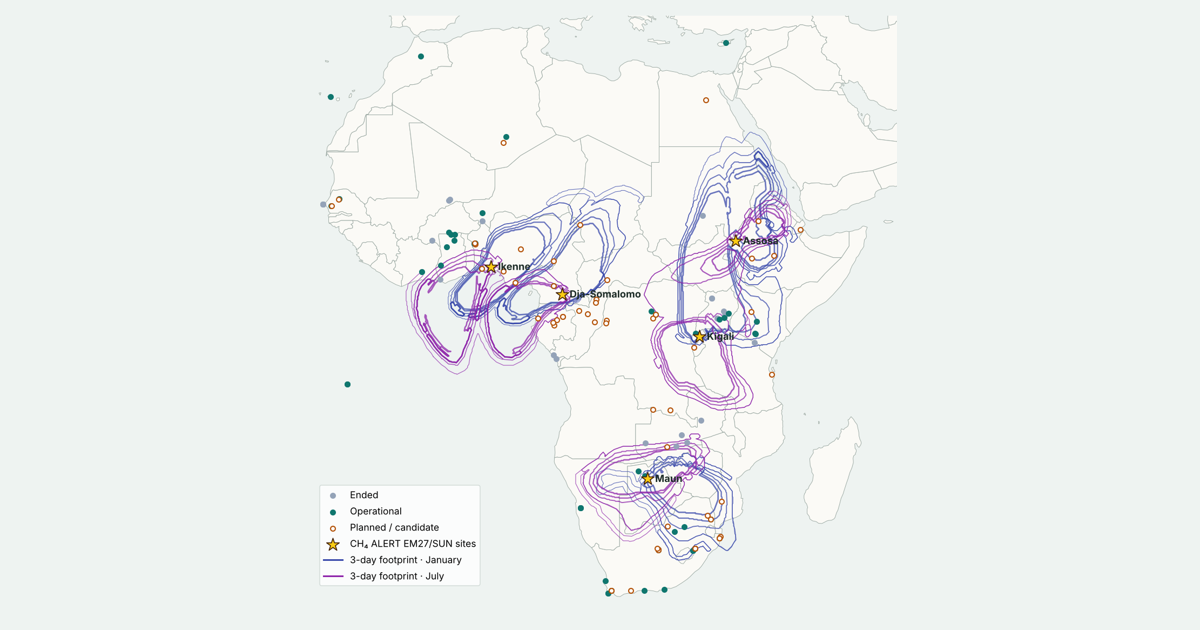 Assosa
Ikenne
Dja-Somalomo
Kigali
Maun
Ended
Operational
Planned / candidate
CH₄ ALERT EM27/SUN sites
3-day footprint · January
3-day footprint · July